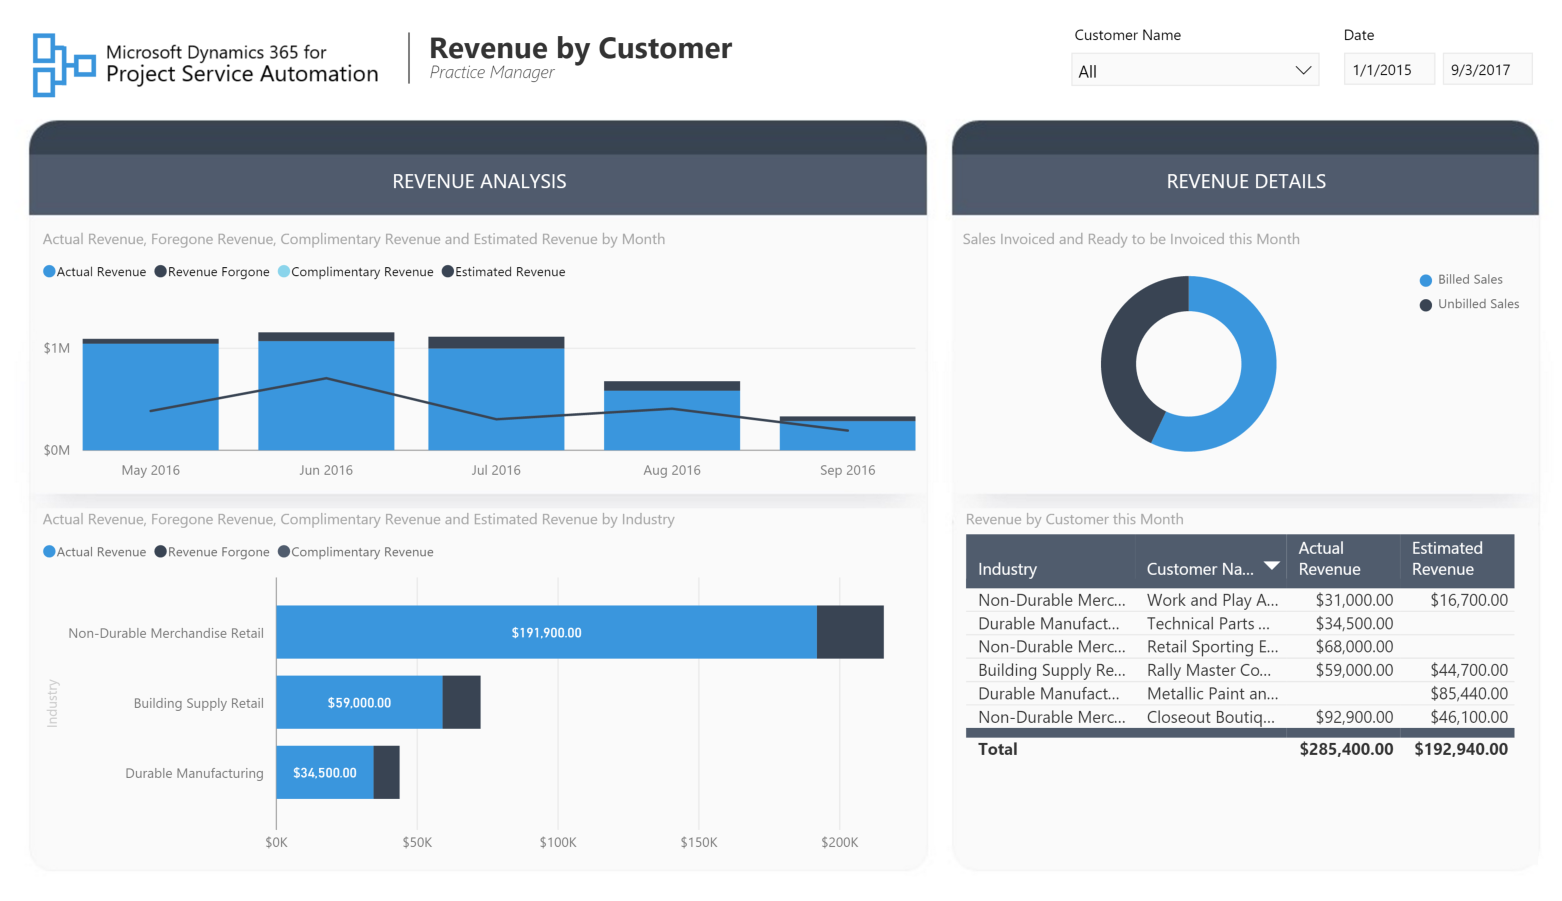 Microsoft Dynamics 365 for
Project Service Automation
Revenue by Customer
Practice Manager
Customer Name
All
Date
1/1/2015 9/3/2017
REVENUE ANALYSIS
Actual Revenue, Foregone Revenue, Complimentary Revenue and Estimated Revenue by Month
Actual Revenue Revenue Forgone Complimentary Revenue Estimated Revenue
$1M
$0M
May 2016 Jun 2016 Jul 2016 Aug 2016 Sep 2016
Actual Revenue, Foregone Revenue, Complimentary Revenue and Estimated Revenue by Industry
Actual Revenue Revenue Forgone Complimentary Revenue
Industry
Non-Durable Merchandise Retail $191,900.00
Building Supply Retail $59,000.00
Durable Manufacturing $34,500.00
$0K $50K $100K $150K $200K
REVENUE DETAILS
Sales Invoiced and Ready to be Invoiced this Month
Billed Sales
Unbilled Sales
Revenue by Customer this Month
Industry Customer Na... Actual Revenue Estimated Revenue
Non-Durable Merc... Work and Play A... $31,000.00 $16,700.00
Durable Manufact... Technical Parts ... $34,500.00
Non-Durable Merc... Retail Sporting E... $68,000.00
Building Supply Re... Rally Master Co... $59,000.00 $44,700.00
Durable Manufact... Metallic Paint an... $85,440.00
Non-Durable Merc... Closeout Boutiq... $92,900.00 $46,100.00
Total $285,400.00 $192,940.00